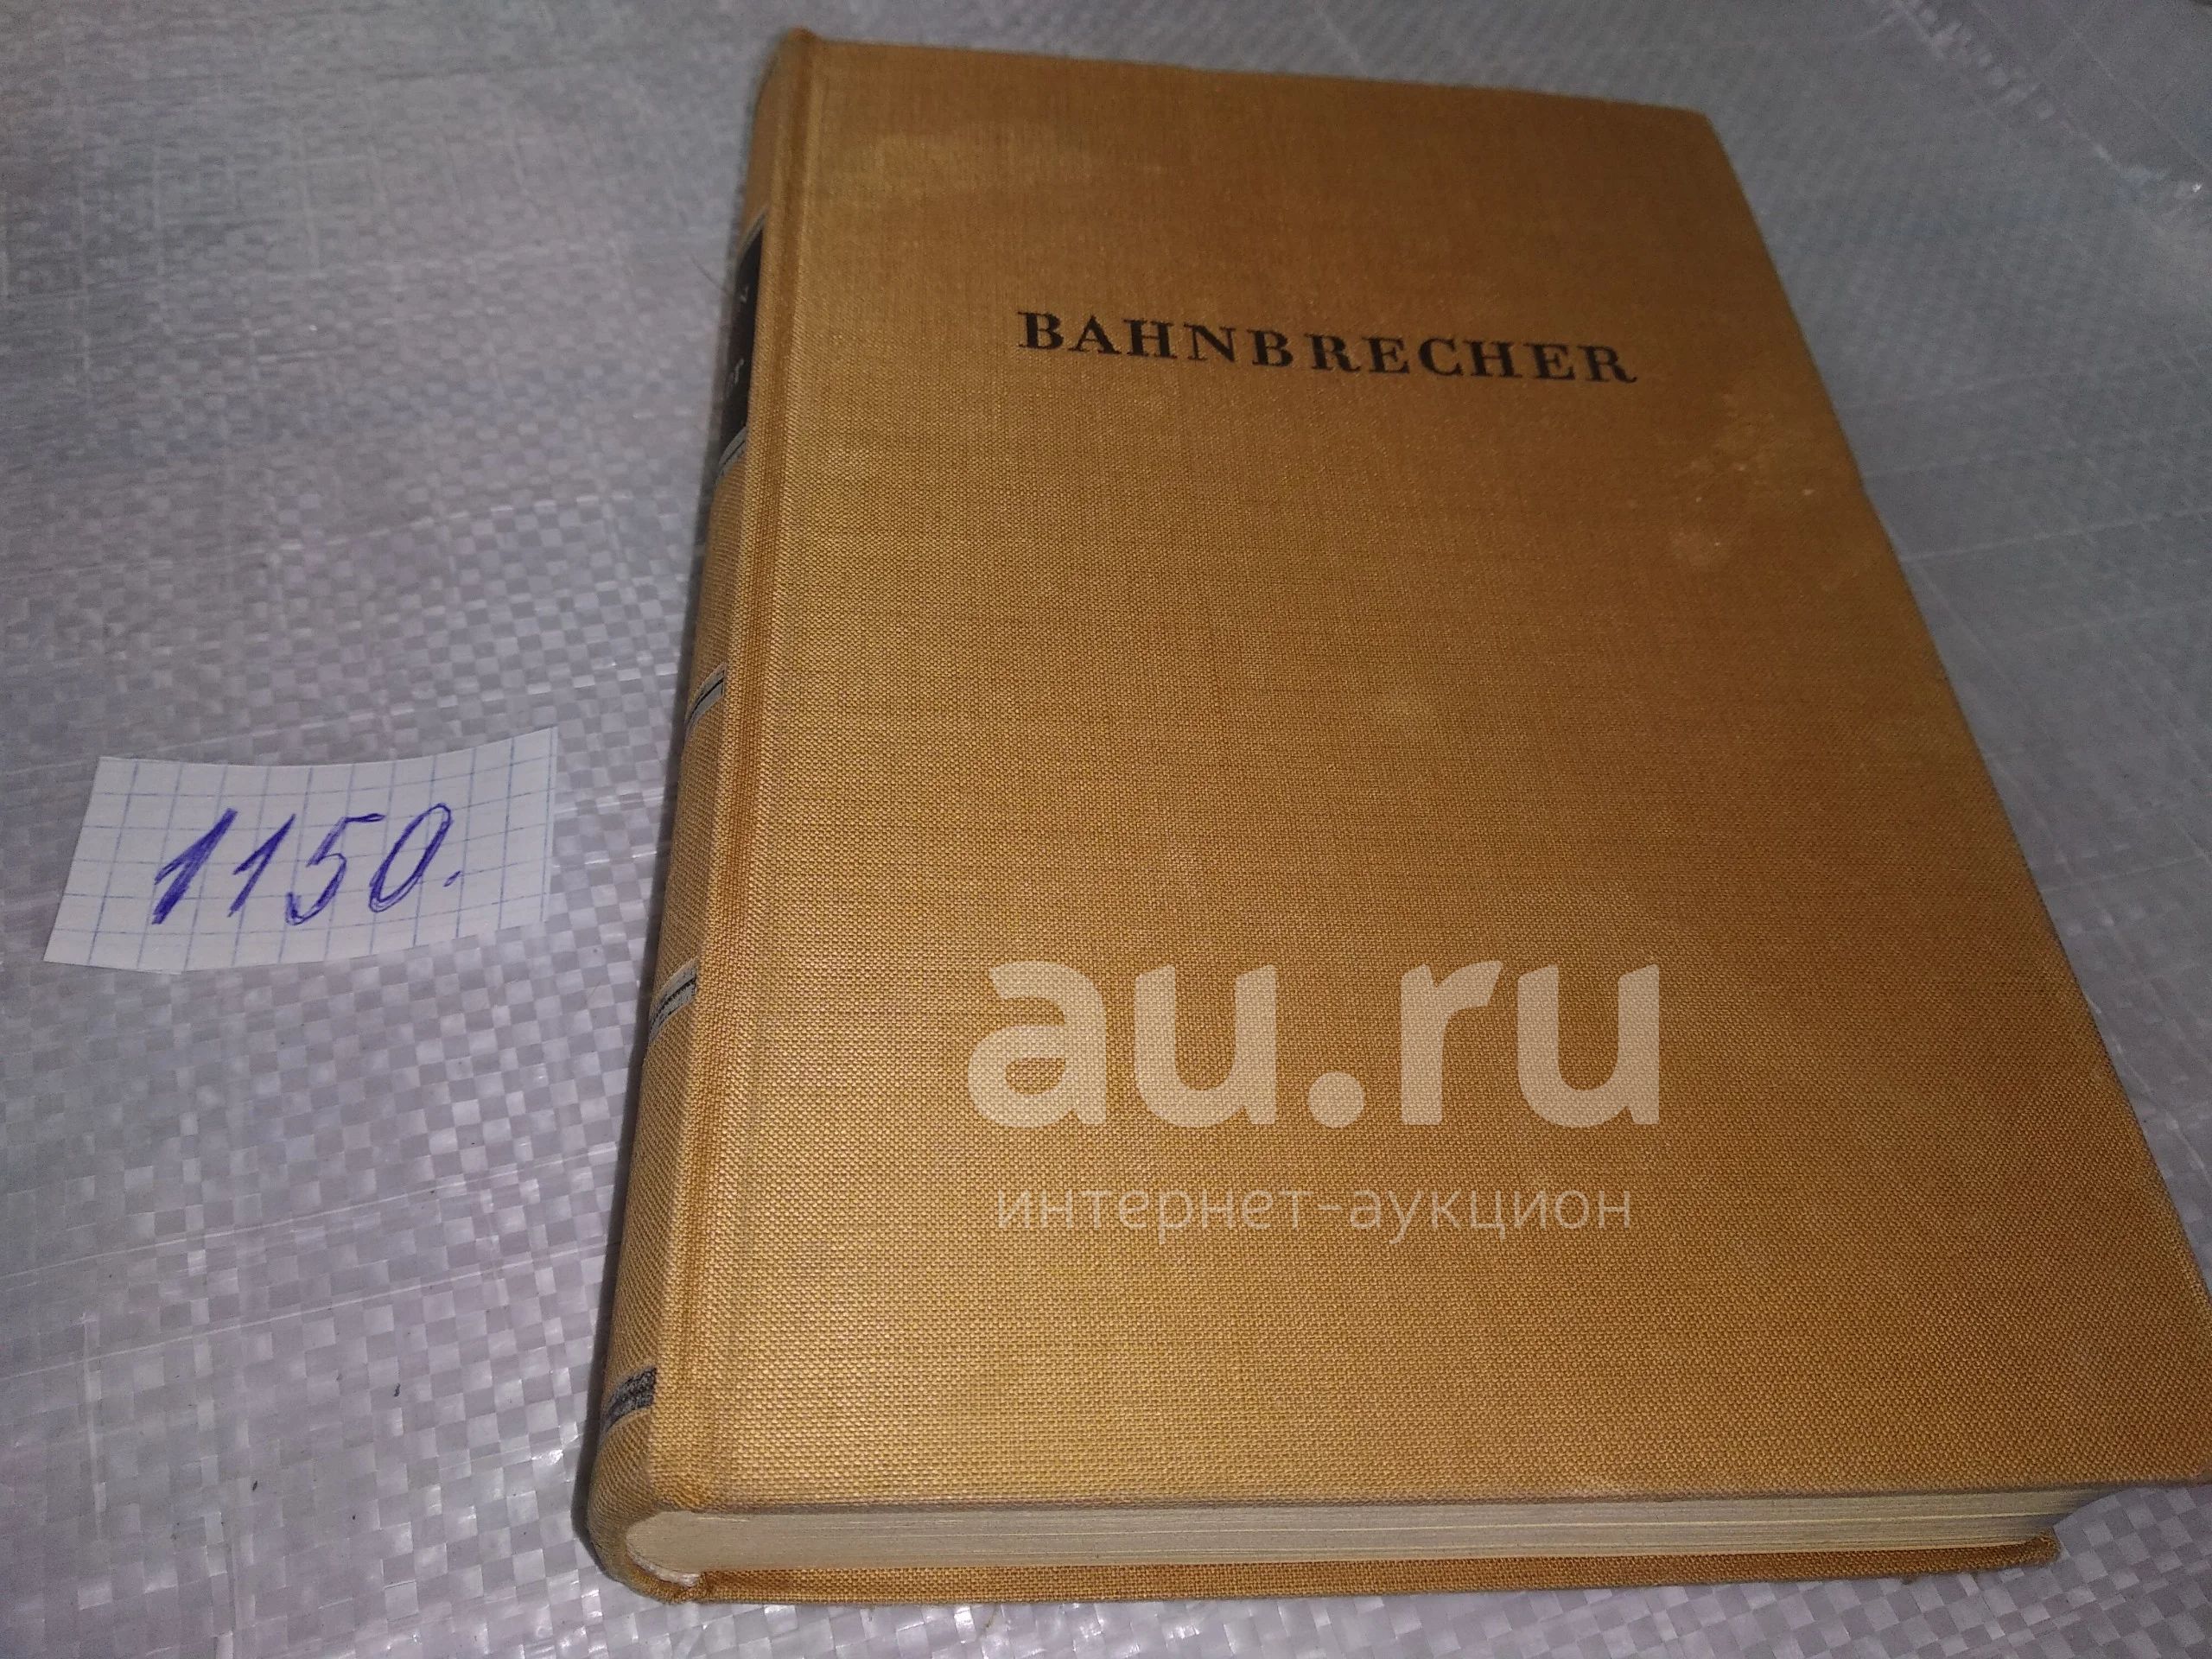 BAHNBRECHER
1150.
au.ru
интернет-аукцион